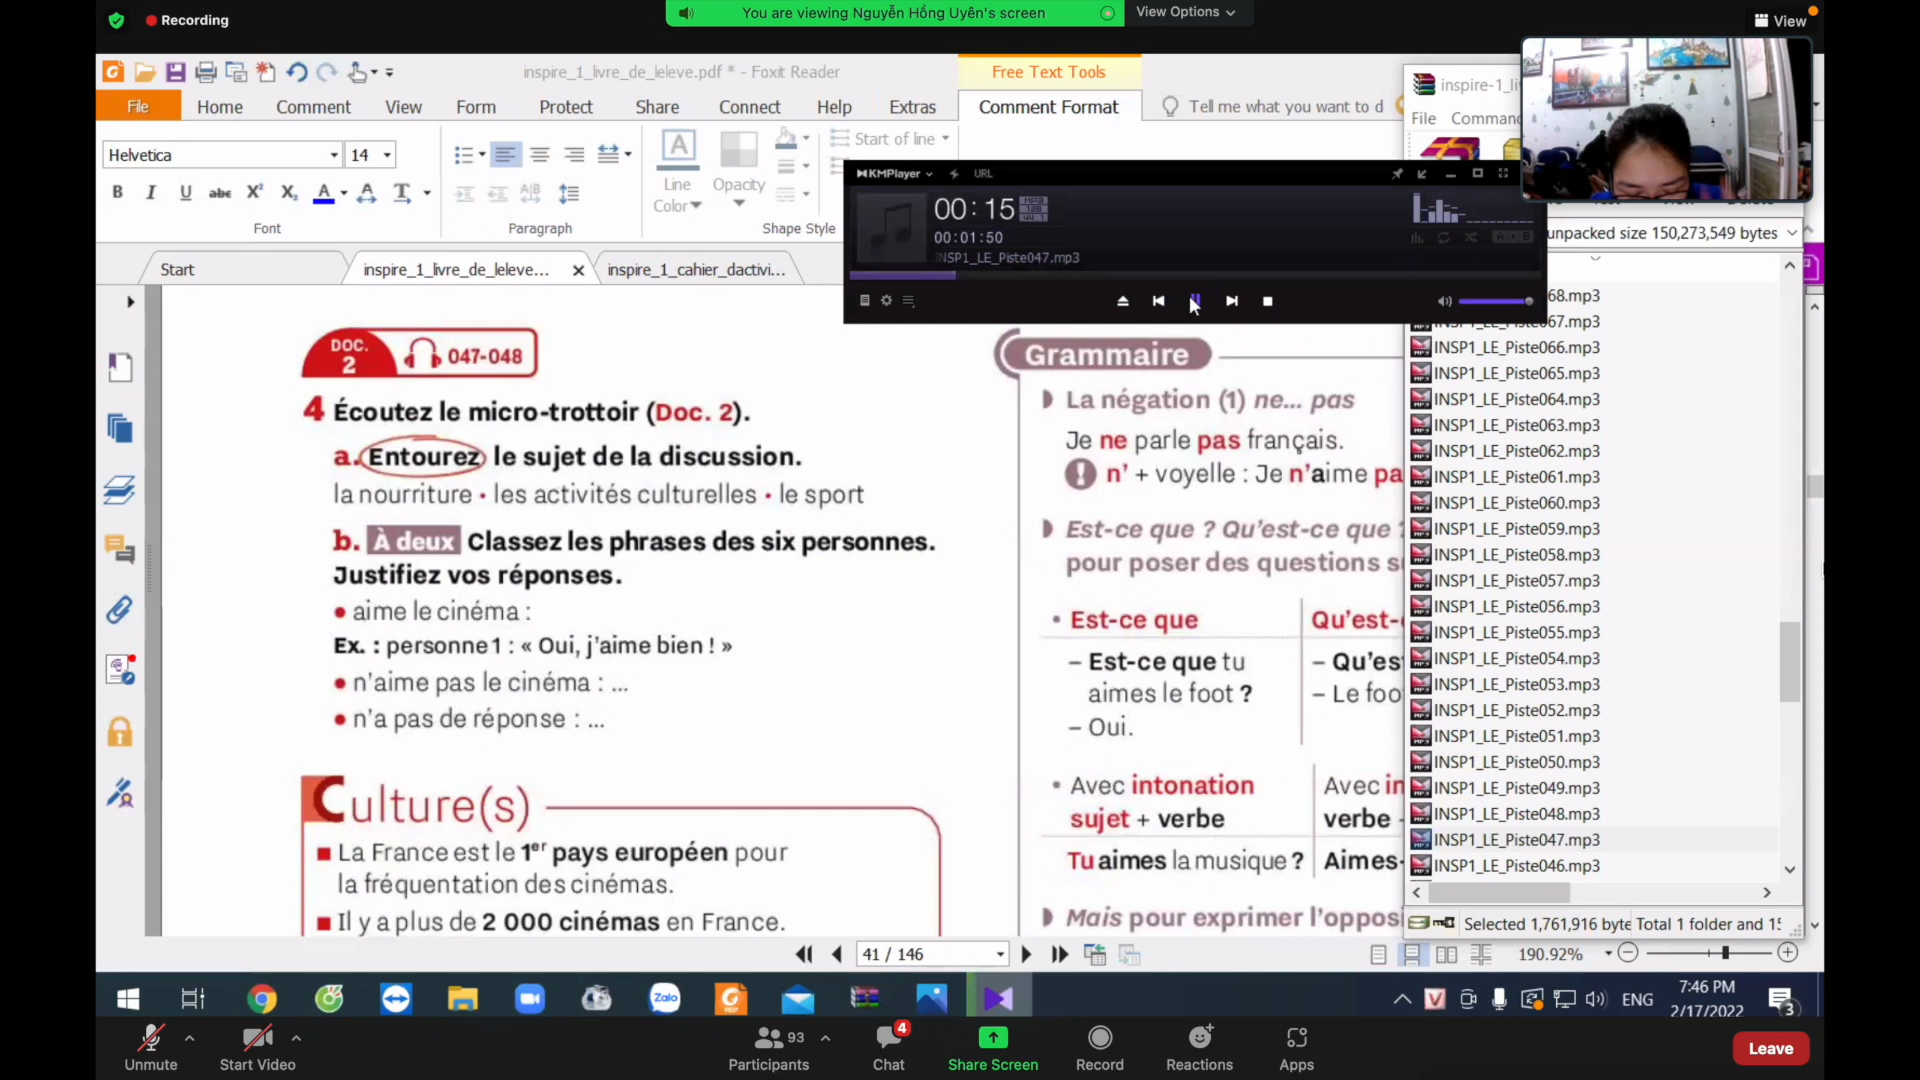 Recording
You are viewing Nguyễn Hồng Uyên's screen
View Options
View
inspire_1_livre_de_leleve.pdf * - Foxit Reader
Free Text Tools
inspire-1_li
File
Home
Comment
View
Form
Protect
Share
Connect
Help
Extras
Comment Format
Tell me what you want to d
File
Command
Helvetica
14
Line
Color
Opacity
Start of line
Font
Paragraph
Shape Style
KMPlayer
URL
00:15
00:01:50
INSP1_LE_Piste047.mp3
unpacked size 150,273,549 bytes
Start
inspire_1_livre_de_leleve...
inspire_1_cahier_dactivi...
DOC.
2
047-048
4 Écoutez le micro-trottoir (Doc. 2).
a. Entourez le sujet de la discussion.
la nourriture • les activités culturelles • le sport
b. À deux Classez les phrases des six personnes.
Justifiez vos réponses.
• aime le cinéma :
Ex. : personne 1 : « Oui, j'aime bien ! »
• n'aime pas le cinéma : ...
• n'a pas de réponse : ...
Culture(s)
La France est le 1er pays européen pour
la fréquentation des cinémas.
Il y a plus de 2 000 cinémas en France.
Grammaire
La négation (1) ne... pas
Je ne parle pas français.
! n' + voyelle : Je n'aime pa
Est-ce que ? Qu'est-ce que ?
pour poser des questions s
• Est-ce que
Qu'est-
– Est-ce que tu
aimes le foot ?
– Oui.
– Qu'es
– Le foo
• Avec intonation
sujet + verbe
Avec in
verbe -
Tu aimes la musique ?
Aimes-
Mais pour exprimer l'opposi
68.mp3
067.mp3
INSP1_LE_Piste066.mp3
INSP1_LE_Piste065.mp3
INSP1_LE_Piste064.mp3
INSP1_LE_Piste063.mp3
INSP1_LE_Piste062.mp3
INSP1_LE_Piste061.mp3
INSP1_LE_Piste060.mp3
INSP1_LE_Piste059.mp3
INSP1_LE_Piste058.mp3
INSP1_LE_Piste057.mp3
INSP1_LE_Piste056.mp3
INSP1_LE_Piste055.mp3
INSP1_LE_Piste054.mp3
INSP1_LE_Piste053.mp3
INSP1_LE_Piste052.mp3
INSP1_LE_Piste051.mp3
INSP1_LE_Piste050.mp3
INSP1_LE_Piste049.mp3
INSP1_LE_Piste048.mp3
INSP1_LE_Piste047.mp3
INSP1_LE_Piste046.mp3
Selected 1,761,916 byte
Total 1 folder and 15
41 / 146
190.92%
Zalo
ENG
7:46 PM
2/17/2022
3
Unmute
Start Video
93
Participants
4
Chat
Share Screen
Record
Reactions
Apps
Leave